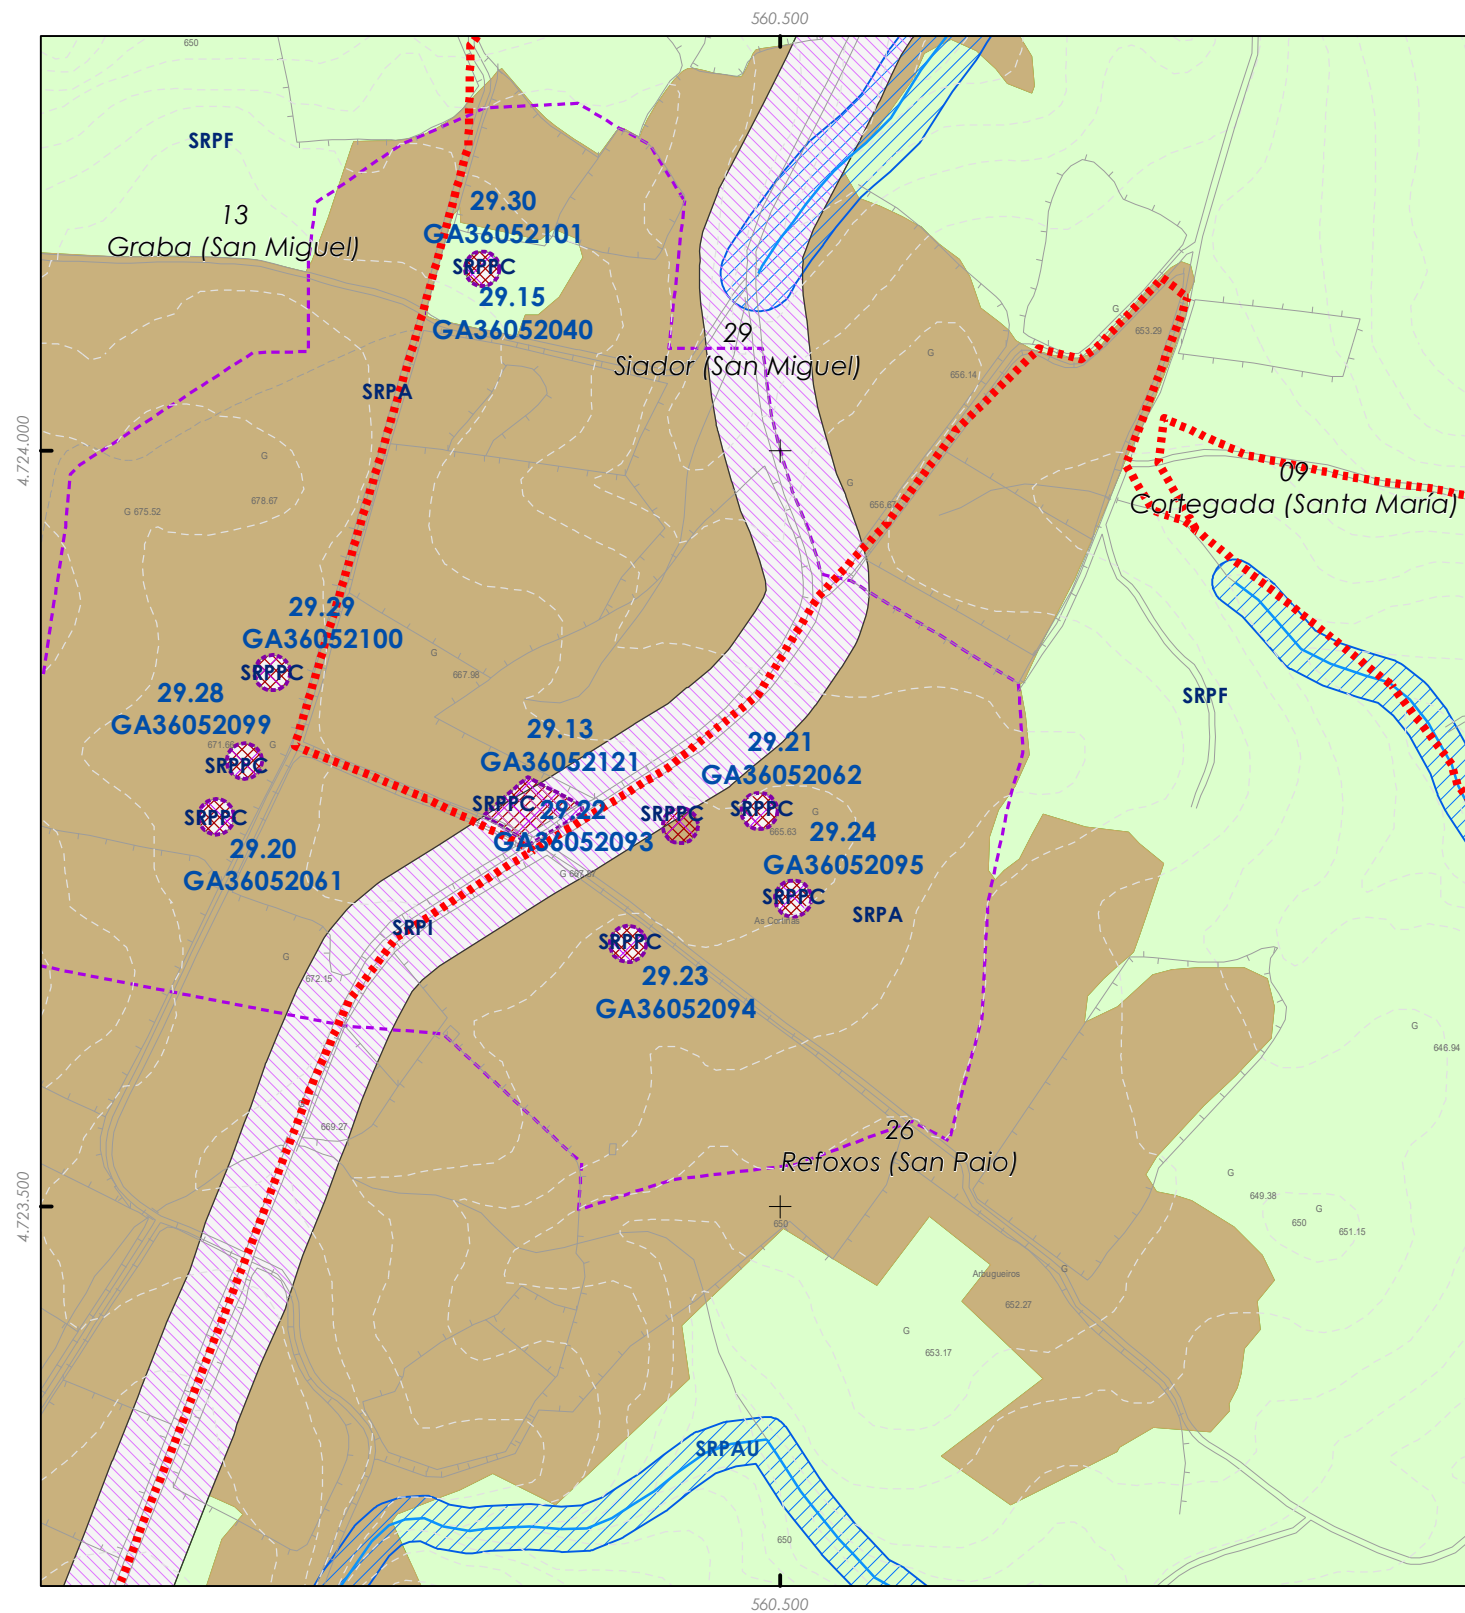 560.500
650
SRPF
13
Graba (San Miguel)
29.30
GA36052101
SRPPC
29.15
GA36052040
29
Siador (San Miguel)
G
653.29
G
656.14
SRPA
4.724.000
G
678.67
G 675.52
G
656.67
09
Cortegada (Santa María)
29.29
GA36052100
SRPPC
G
667.98
29.28
GA36052099
G
SRPPC
SRPF
29.13
GA36052121
SRPPC
29.21
GA36052062
SRPPC
SRPPC
G
665.63
29.22
GA36052093
SRPPC
29.20
GA36052061
29.24
GA36052095
SRPPC
As Cortiñas
SRPA
SRPI
SRPPC
29.23
GA36052094
G
672.15
G
646.94
669.27
26
Refoxos (San Paio)
4.723.500
650
G
649.38
G
650
651.15
Arbugueiros
G
652.27
G
653.17
SRPAU
650
560.500